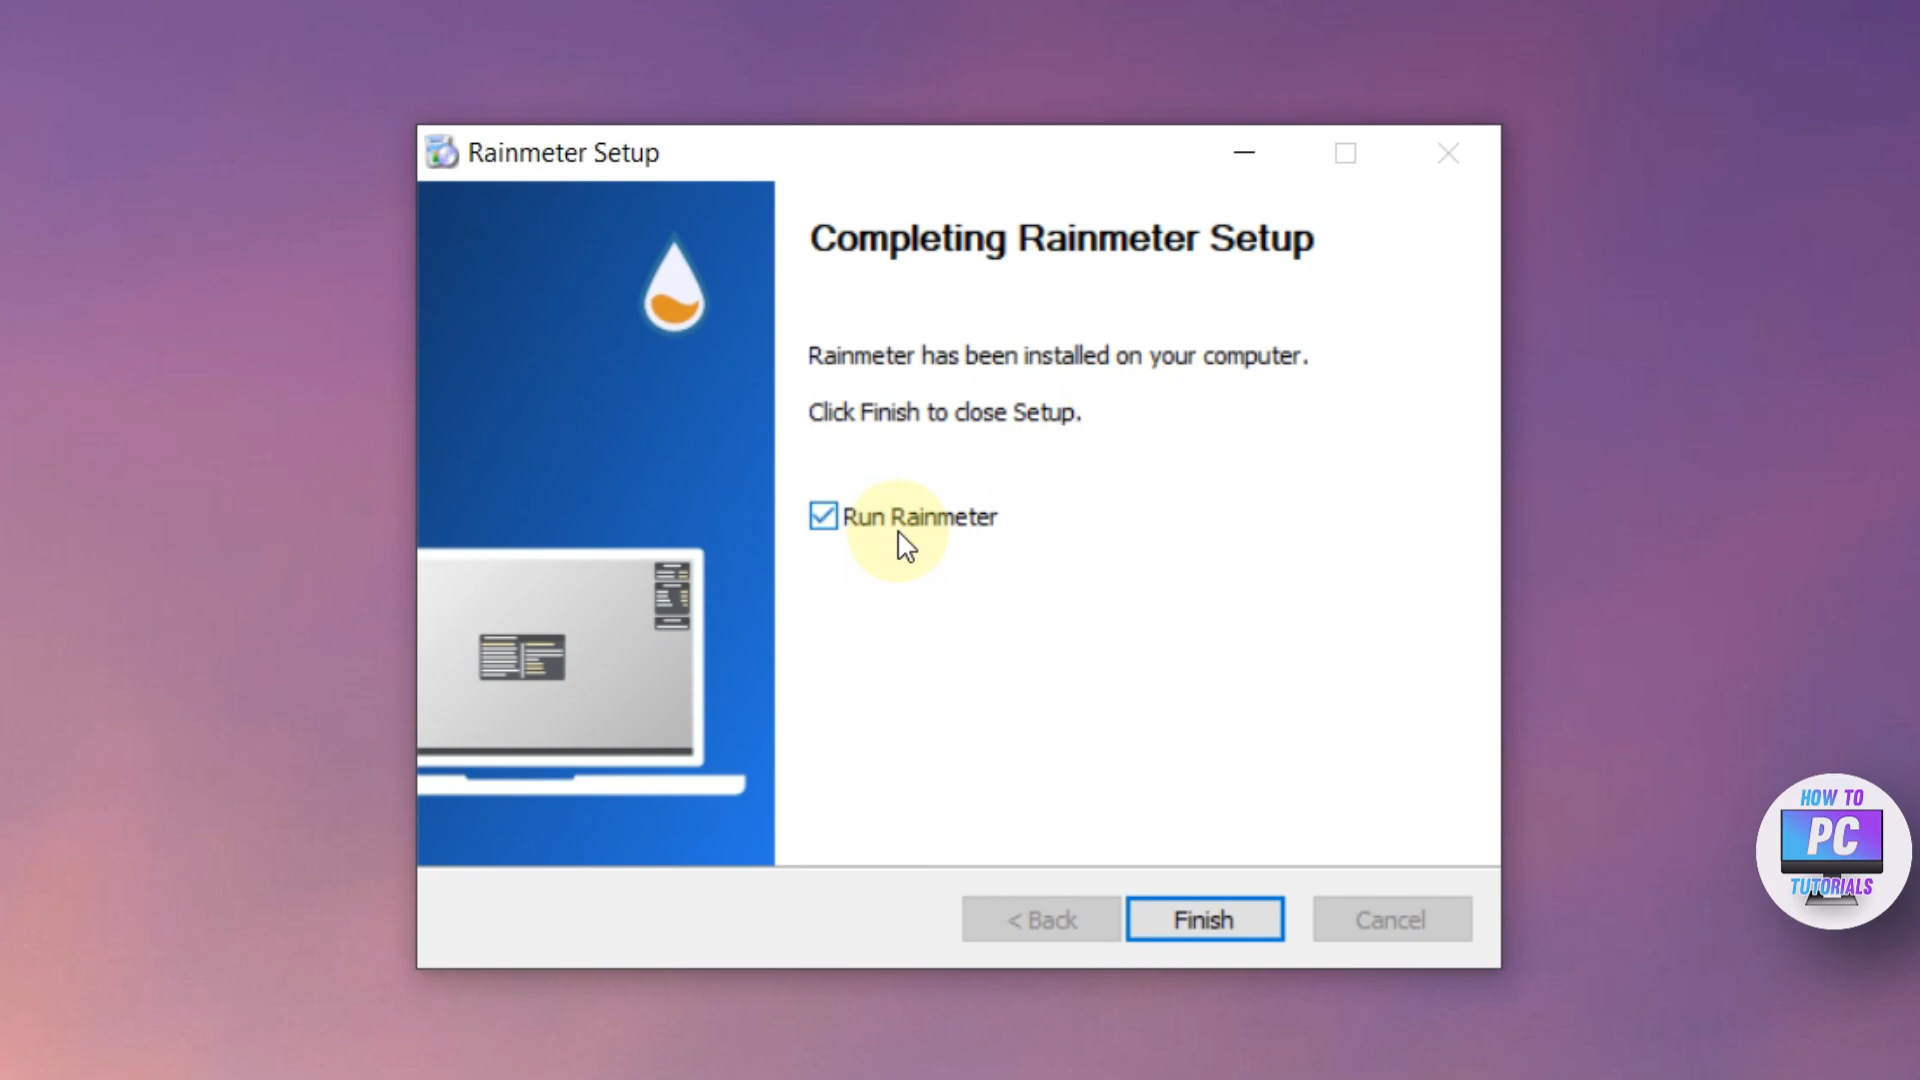 Rainmeter Setup
Completing Rainmeter Setup
Rainmeter has been installed on your computer.
Click Finish to close Setup.
Run Rainmeter
< Back
Finish
Cancel
HOW TO
PC
TUTORIALS